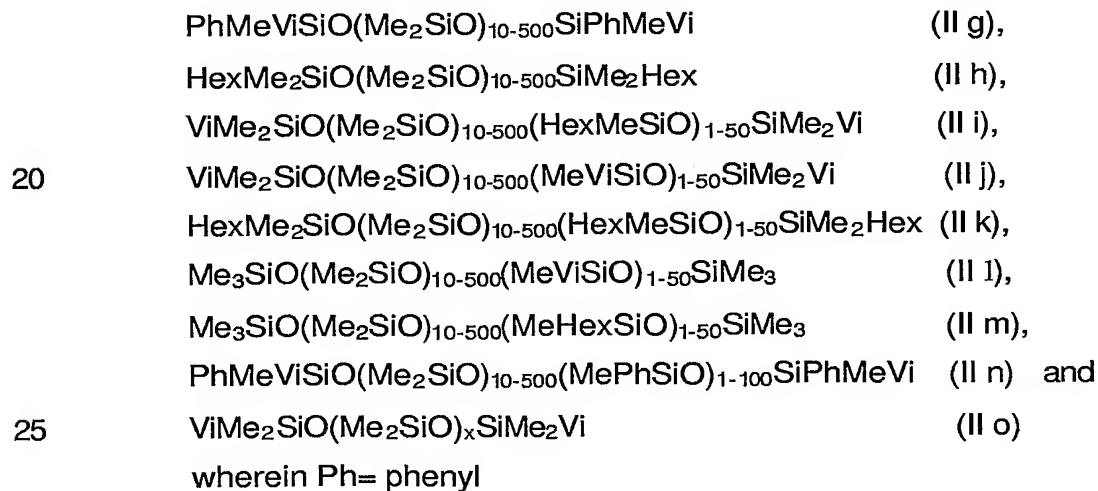 PhMeViSiO(Me₂SiO)₁₀₋₅₀₀SiPhMeVi (II g),
HexMe₂SiO(Me₂SiO)₁₀₋₅₀₀SiMe₂Hex (II h),
ViMe₂SiO(Me₂SiO)₁₀₋₅₀₀(HexMeSiO)₁₋₅₀SiMe₂Vi (II i),
20 ViMe₂SiO(Me₂SiO)₁₀₋₅₀₀(MeViSiO)₁₋₅₀SiMe₂Vi (II j),
HexMe₂SiO(Me₂SiO)₁₀₋₅₀₀(HexMeSiO)₁₋₅₀SiMe₂Hex (II k),
Me₃SiO(Me₂SiO)₁₀₋₅₀₀(MeViSiO)₁₋₅₀SiMe₃ (II l),
Me₃SiO(Me₂SiO)₁₀₋₅₀₀(MeHexSiO)₁₋₅₀SiMe₃ (II m),
PhMeViSiO(Me₂SiO)₁₀₋₅₀₀(MePhSiO)₁₋₁₀₀SiPhMeVi (II n) and
25 ViMe₂SiO(Me₂SiO)ₓSiMe₂Vi (II o)
wherein Ph= phenyl